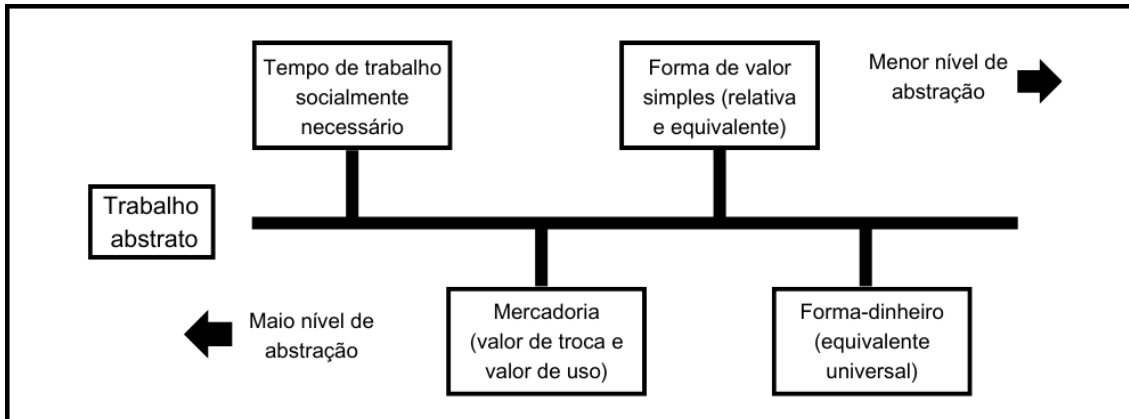 Tempo de trabalho
socialmente
necessário
Forma de valor
simples (relativa
e equivalente)
Menor nível de
abstração
Trabalho
abstrato
Maio nível de
abstração
Mercadoria
(valor de troca e
valor de uso)
Forma-dinheiro
(equivalente
universal)